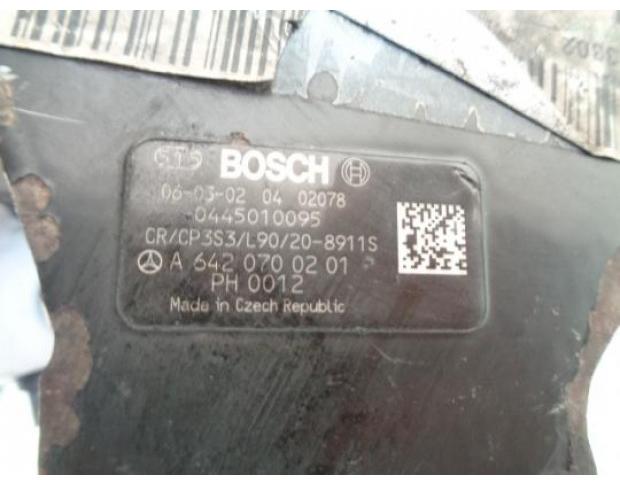 3802
BOSCH
06-03-02 04 02078
0445010095
CR/CP3S3/L90/20-8911S
A 642 070 02 01
PH 0012
Made in Czech Republic